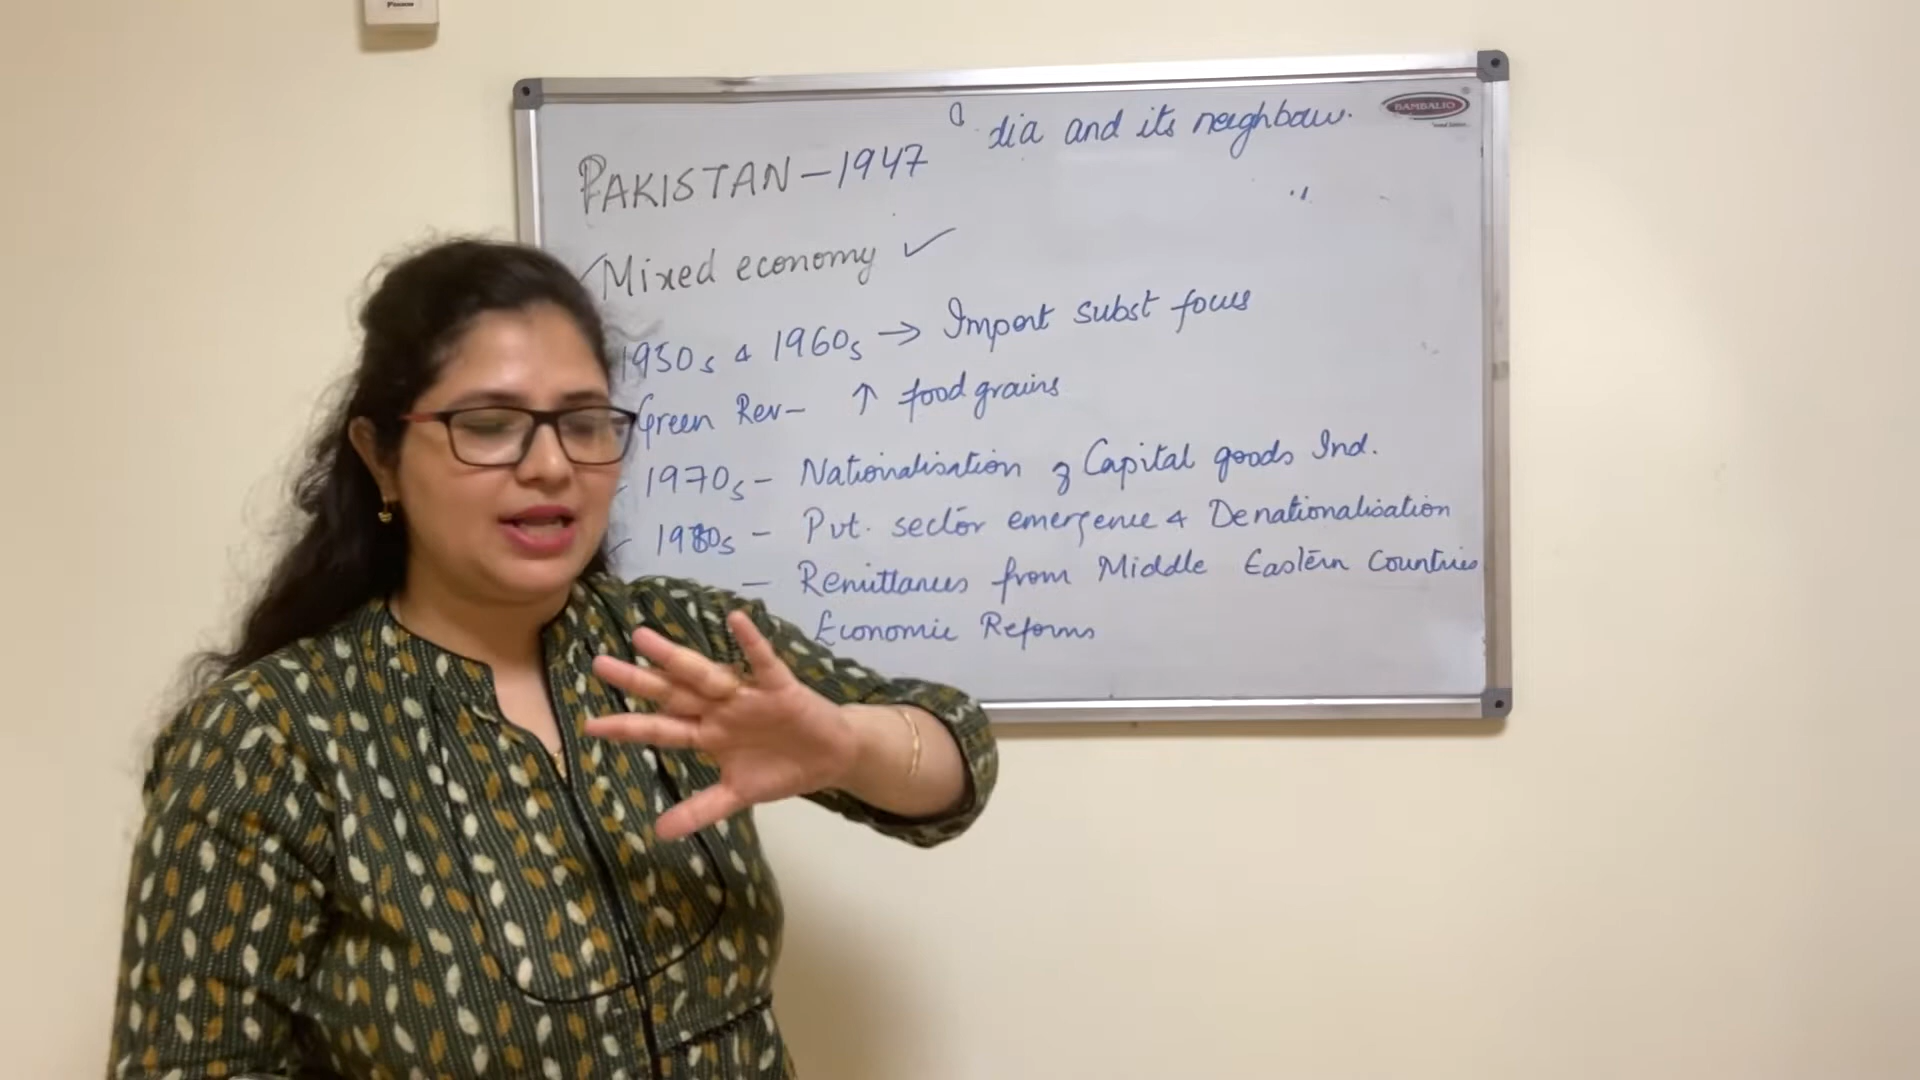 dia and its neighbour.
BAMBALIO
PAKISTAN - 1947
Mixed economy ✓
1950s & 1960s → Import subst focus
Green Rev- ↑ food grains
1970s - Nationalisation of Capital goods Ind.
1980s - Pvt. sector emergence & Denationalisation
- Remittances from Middle Eastern Countries
Economic Reforms